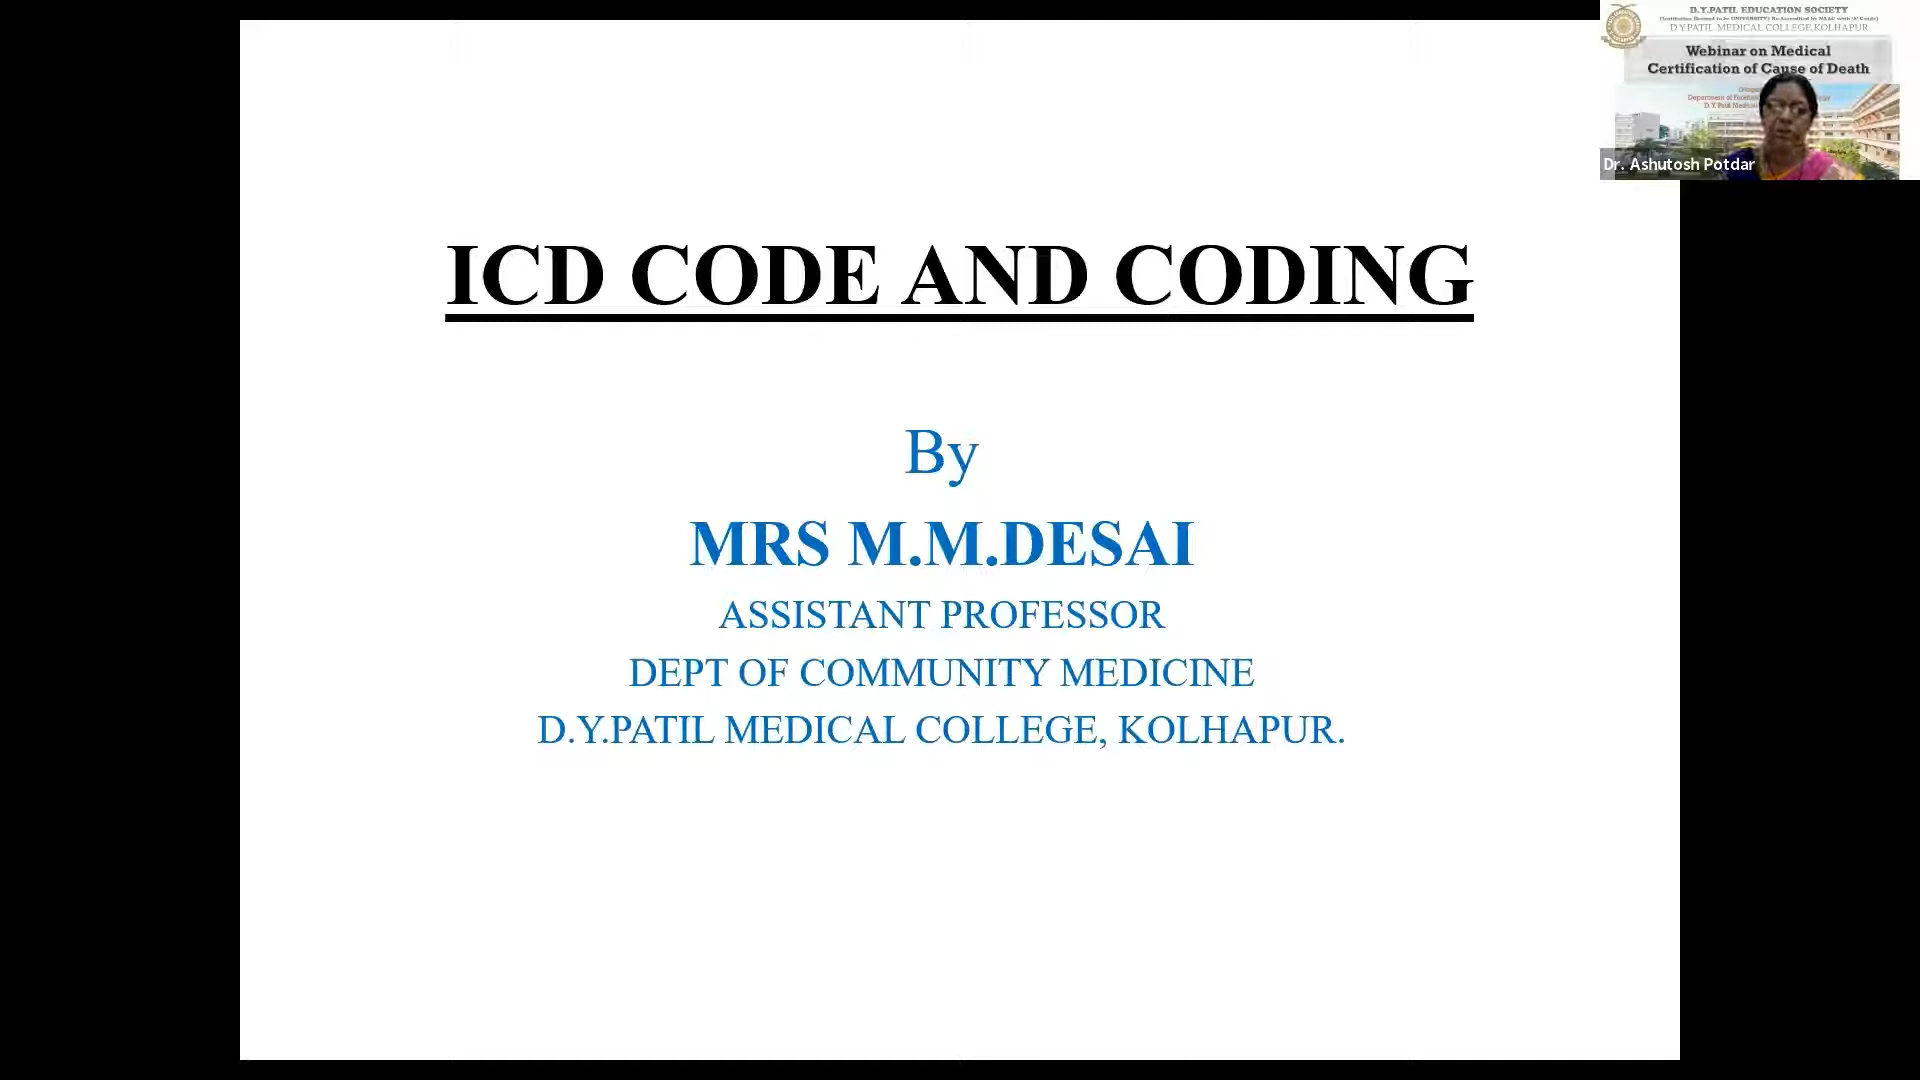 ICD CODE AND CODING
By
MRS M.M.DESAI
ASSISTANT PROFESSOR
DEPT OF COMMUNITY MEDICINE
D.Y.PATIL MEDICAL COLLEGE, KOLHAPUR.
D.Y.PATIL EDUCATION SOCIETY
D.Y.PATIL MEDICAL COLLEGE,KOLHAPUR
Webinar on Medical
Certification of Cause of Death
Dr. Ashutosh Potdar